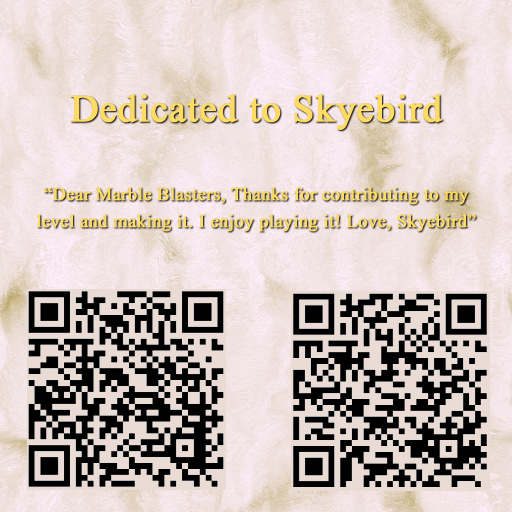 Dedicated to Skyebird
“Dear Marble Blasters, Thanks for contributing to my
level and making it. I enjoy playing it! Love, Skyebird”